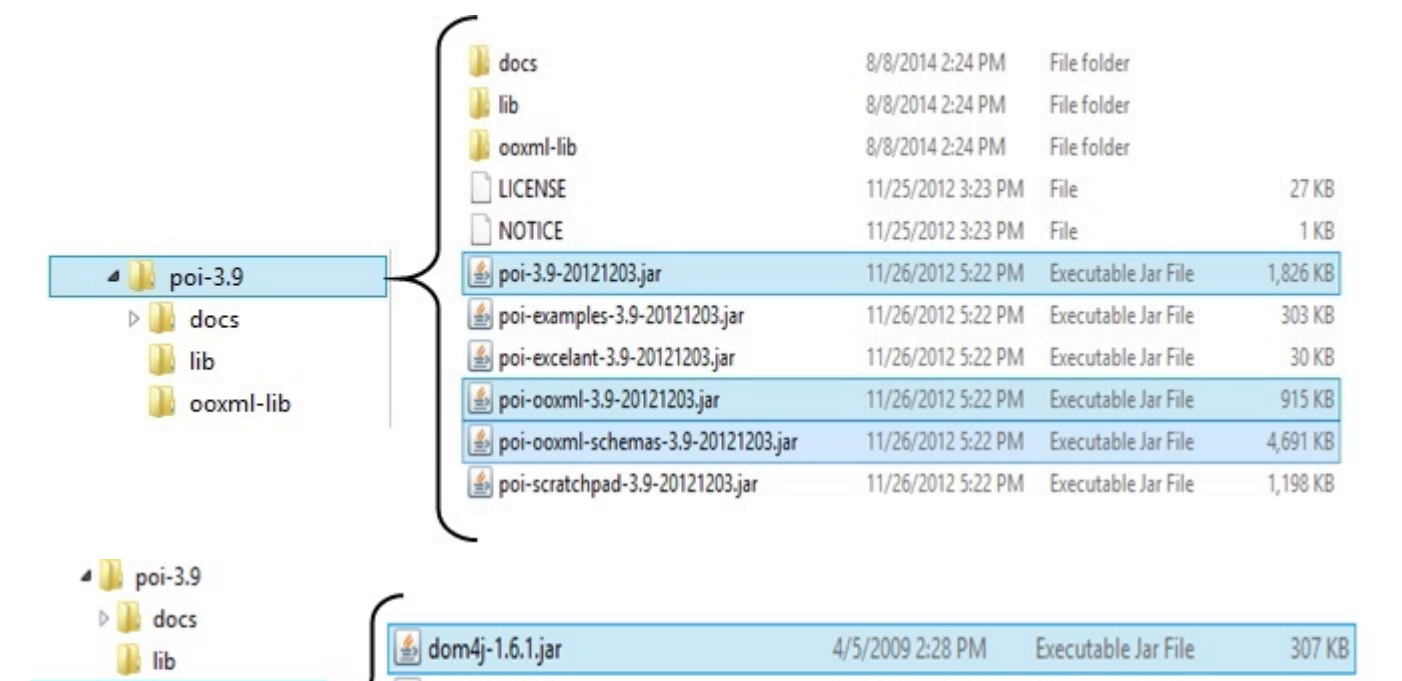 docs 8/8/2014 2:24 PM File folder
lib 8/8/2014 2:24 PM File folder
ooxml-lib 8/8/2014 2:24 PM File folder
LICENSE 11/25/2012 3:23 PM File 27 KB
NOTICE 11/25/2012 3:23 PM File 1 KB
poi-3.9
poi-3.9-20121203.jar 11/26/2012 5:22 PM Executable Jar File 1,826 KB
docs
poi-examples-3.9-20121203.jar 11/26/2012 5:22 PM Executable Jar File 303 KB
lib
poi-excelant-3.9-20121203.jar 11/26/2012 5:22 PM Executable Jar File 30 KB
ooxml-lib
poi-ooxml-3.9-20121203.jar 11/26/2012 5:22 PM Executable Jar File 915 KB
poi-ooxml-schemas-3.9-20121203.jar 11/26/2012 5:22 PM Executable Jar File 4,691 KB
poi-scratchpad-3.9-20121203.jar 11/26/2012 5:22 PM Executable Jar File 1,198 KB
poi-3.9
docs
lib
dom4j-1.6.1.jar 4/5/2009 2:28 PM Executable Jar File 307 KB